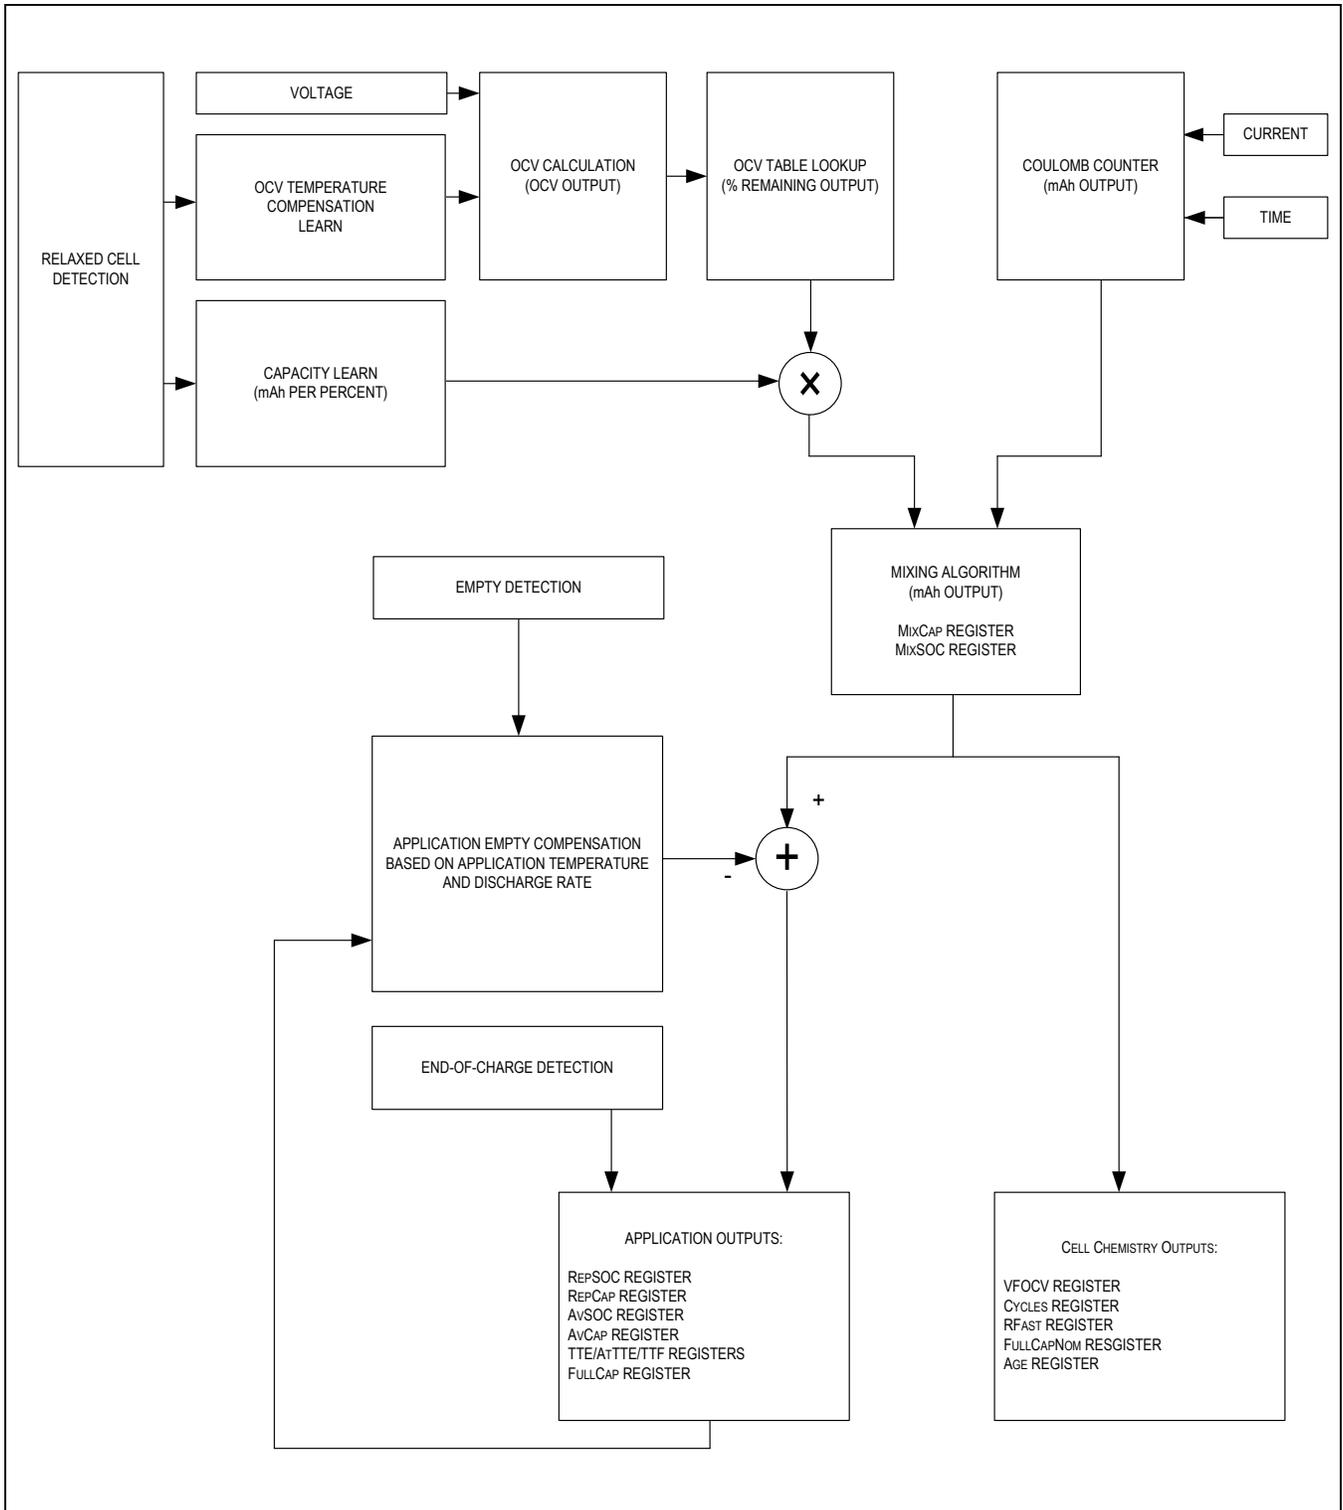 VOLTAGE
OCV TEMPERATURE
COMPENSATION
LEARN
RELAXED CELL
DETECTION
CAPACITY LEARN
(mAh PER PERCENT)
OCV CALCULATION
(OCV OUTPUT)
OCV TABLE LOOKUP
(% REMAINING OUTPUT)
COULOMB COUNTER
(mAh OUTPUT)
CURRENT
TIME
×
MIXING ALGORITHM
(mAh OUTPUT)
MixCap REGISTER
MixSOC REGISTER
EMPTY DETECTION
APPLICATION EMPTY COMPENSATION
BASED ON APPLICATION TEMPERATURE
AND DISCHARGE RATE
+
+
-
END-OF-CHARGE DETECTION
APPLICATION OUTPUTS:
RepSOC REGISTER
RepCap REGISTER
AvSOC REGISTER
AvCap REGISTER
TTE/AtTTE/TTF REGISTERS
FullCap REGISTER
Cell Chemistry Outputs:
VFOCV REGISTER
Cycles REGISTER
RFast REGISTER
FullCapNom RESGISTER
Age REGISTER